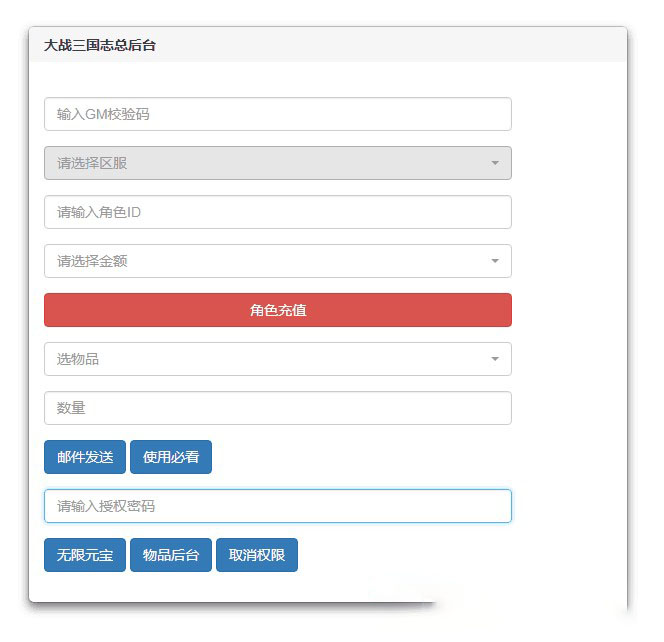 大战三国志总后台
输入GM校验码
请选择区服
请输入角色ID
请选择金额
角色充值
选物品
数量
邮件发送 使用必看
请输入授权密码
无限元宝 物品后台 取消权限